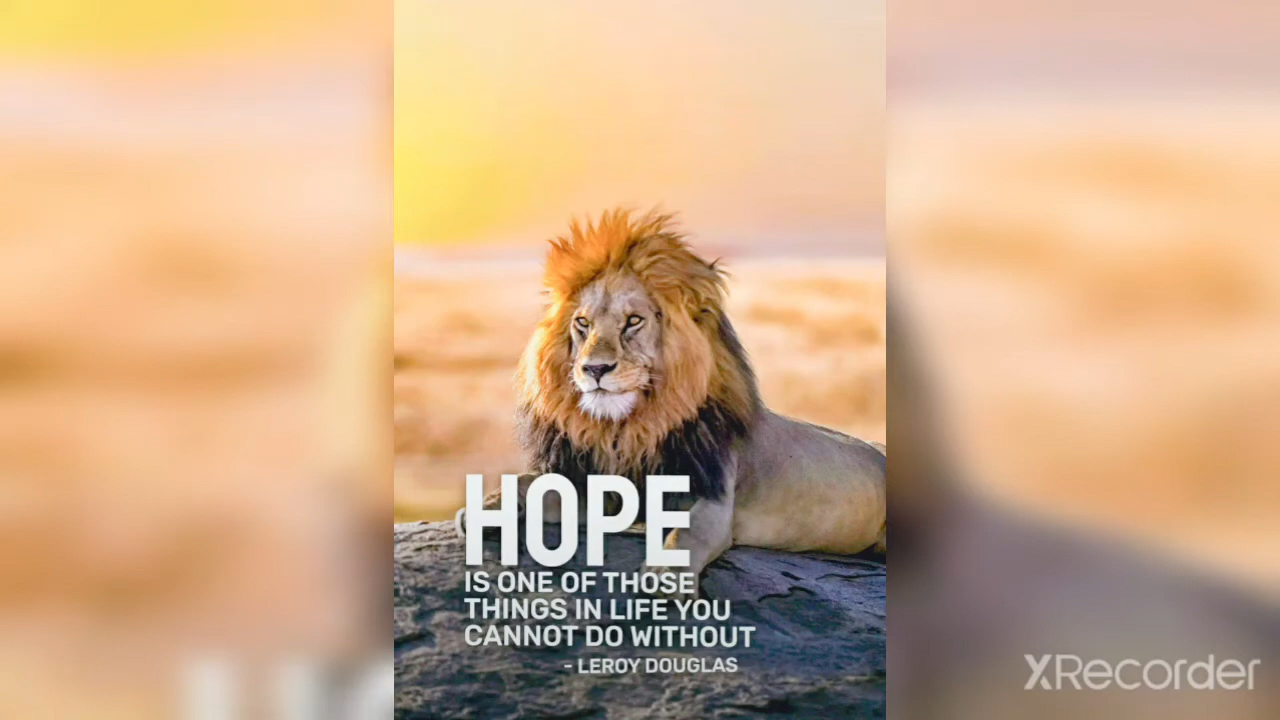 HOPE
IS ONE OF THOSE
THINGS IN LIFE YOU
CANNOT DO WITHOUT
- LEROY DOUGLAS
XRecorder